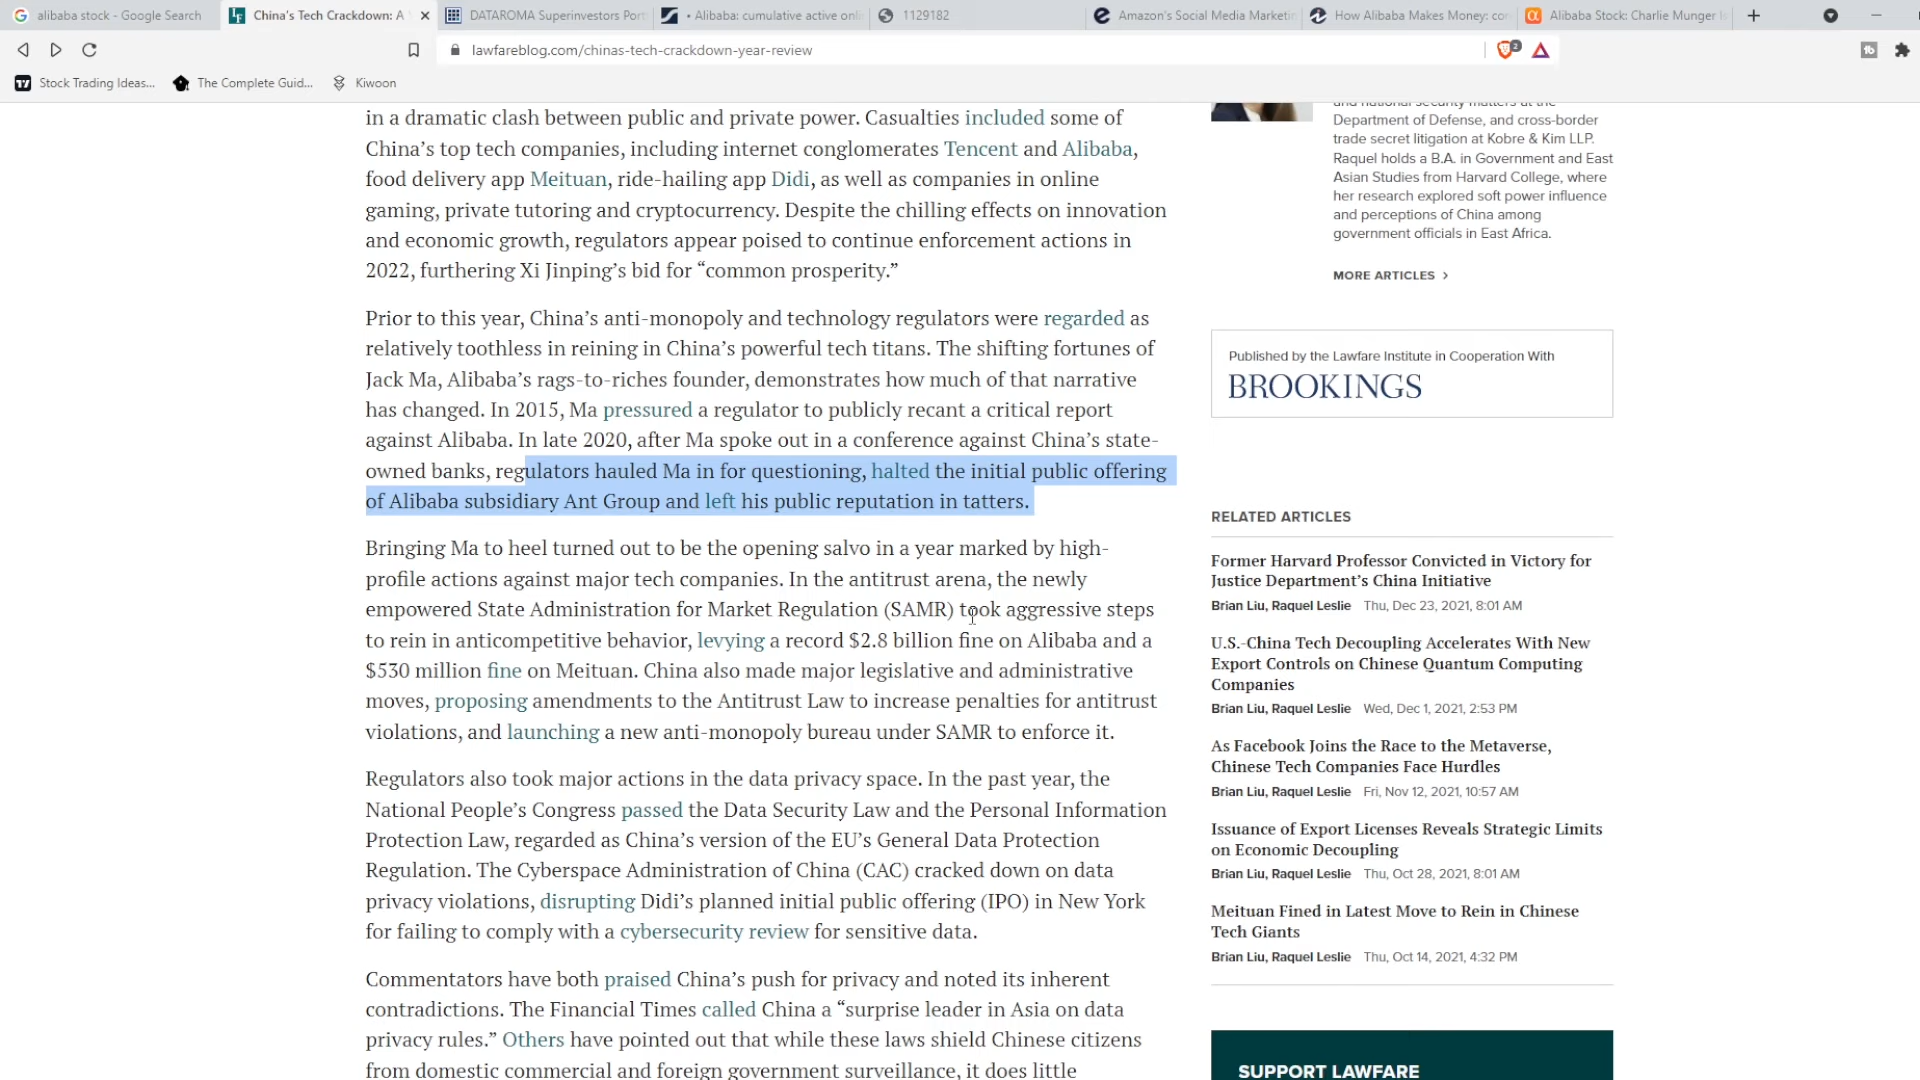 alibaba stock - Google Search
China's Tech Crackdown: A
DATAROMA Superinvestors Port
• Alibaba: cumulative active onli
1129182
Amazon's Social Media Marketin
How Alibaba Makes Money: cor
Alibaba Stock: Charlie Munger I
lawfareblog.com/chinas-tech-crackdown-year-review
2
Stock Trading Ideas...
The Complete Guid...
Kiwoon
in a dramatic clash between public and private power. Casualties included some of
China's top tech companies, including internet conglomerates Tencent and Alibaba,
food delivery app Meituan, ride-hailing app Didi, as well as companies in online
gaming, private tutoring and cryptocurrency. Despite the chilling effects on innovation
and economic growth, regulators appear poised to continue enforcement actions in
2022, furthering Xi Jinping's bid for “common prosperity.”
Prior to this year, China's anti-monopoly and technology regulators were regarded as
relatively toothless in reining in China's powerful tech titans. The shifting fortunes of
Jack Ma, Alibaba's rags-to-riches founder, demonstrates how much of that narrative
has changed. In 2015, Ma pressured a regulator to publicly recant a critical report
against Alibaba. In late 2020, after Ma spoke out in a conference against China's state-
owned banks, regulators hauled Ma in for questioning, halted the initial public offering
of Alibaba subsidiary Ant Group and left his public reputation in tatters.
Bringing Ma to heel turned out to be the opening salvo in a year marked by high-
profile actions against major tech companies. In the antitrust arena, the newly
empowered State Administration for Market Regulation (SAMR) took aggressive steps
to rein in anticompetitive behavior, levying a record $2.8 billion fine on Alibaba and a
$530 million fine on Meituan. China also made major legislative and administrative
moves, proposing amendments to the Antitrust Law to increase penalties for antitrust
violations, and launching a new anti-monopoly bureau under SAMR to enforce it.
Regulators also took major actions in the data privacy space. In the past year, the
National People's Congress passed the Data Security Law and the Personal Information
Protection Law, regarded as China's version of the EU's General Data Protection
Regulation. The Cyberspace Administration of China (CAC) cracked down on data
privacy violations, disrupting Didi's planned initial public offering (IPO) in New York
for failing to comply with a cybersecurity review for sensitive data.
Commentators have both praised China's push for privacy and noted its inherent
contradictions. The Financial Times called China a “surprise leader in Asia on data
privacy rules.” Others have pointed out that while these laws shield Chinese citizens
from domestic commercial and foreign government surveillance, it does little
and national security matters at the
Department of Defense, and cross-border
trade secret litigation at Kobre & Kim LLP.
Raquel holds a B.A. in Government and East
Asian Studies from Harvard College, where
her research explored soft power influence
and perceptions of China among
government officials in East Africa.
MORE ARTICLES >
Published by the Lawfare Institute in Cooperation With
BROOKINGS
RELATED ARTICLES
Former Harvard Professor Convicted in Victory for
Justice Department's China Initiative
Brian Liu, Raquel Leslie Thu, Dec 23, 2021, 8:01 AM
U.S.-China Tech Decoupling Accelerates With New
Export Controls on Chinese Quantum Computing
Companies
Brian Liu, Raquel Leslie Wed, Dec 1, 2021, 2:53 PM
As Facebook Joins the Race to the Metaverse,
Chinese Tech Companies Face Hurdles
Brian Liu, Raquel Leslie Fri, Nov 12, 2021, 10:57 AM
Issuance of Export Licenses Reveals Strategic Limits
on Economic Decoupling
Brian Liu, Raquel Leslie Thu, Oct 28, 2021, 8:01 AM
Meituan Fined in Latest Move to Rein in Chinese
Tech Giants
Brian Liu, Raquel Leslie Thu, Oct 14, 2021, 4:32 PM
SUPPORT LAWFARE